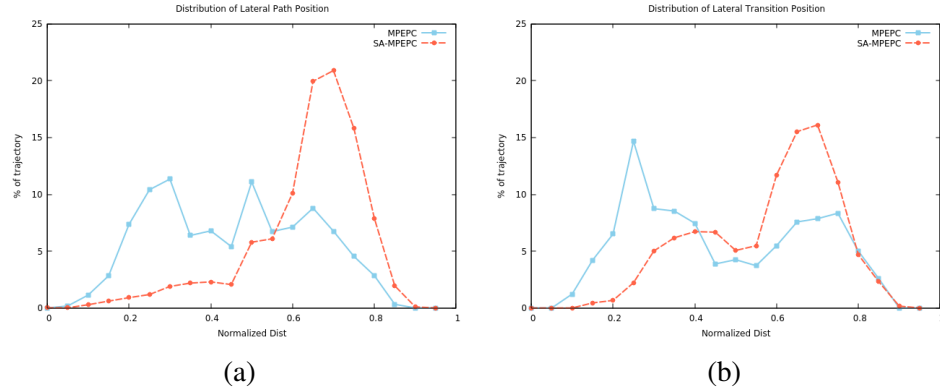 Distribution of Lateral Path Position
25
20
15
10
5
0
% of trajectory
MPEPC
SA-MPEPC
0 0.2 0.4 0.6 0.8 1
Normalized Dist
(a)
Distribution of Lateral Transition Position
25
20
15
10
5
0
% of trajectory
MPEPC
SA-MPEPC
0 0.2 0.4 0.6 0.8
Normalized Dist
(b)